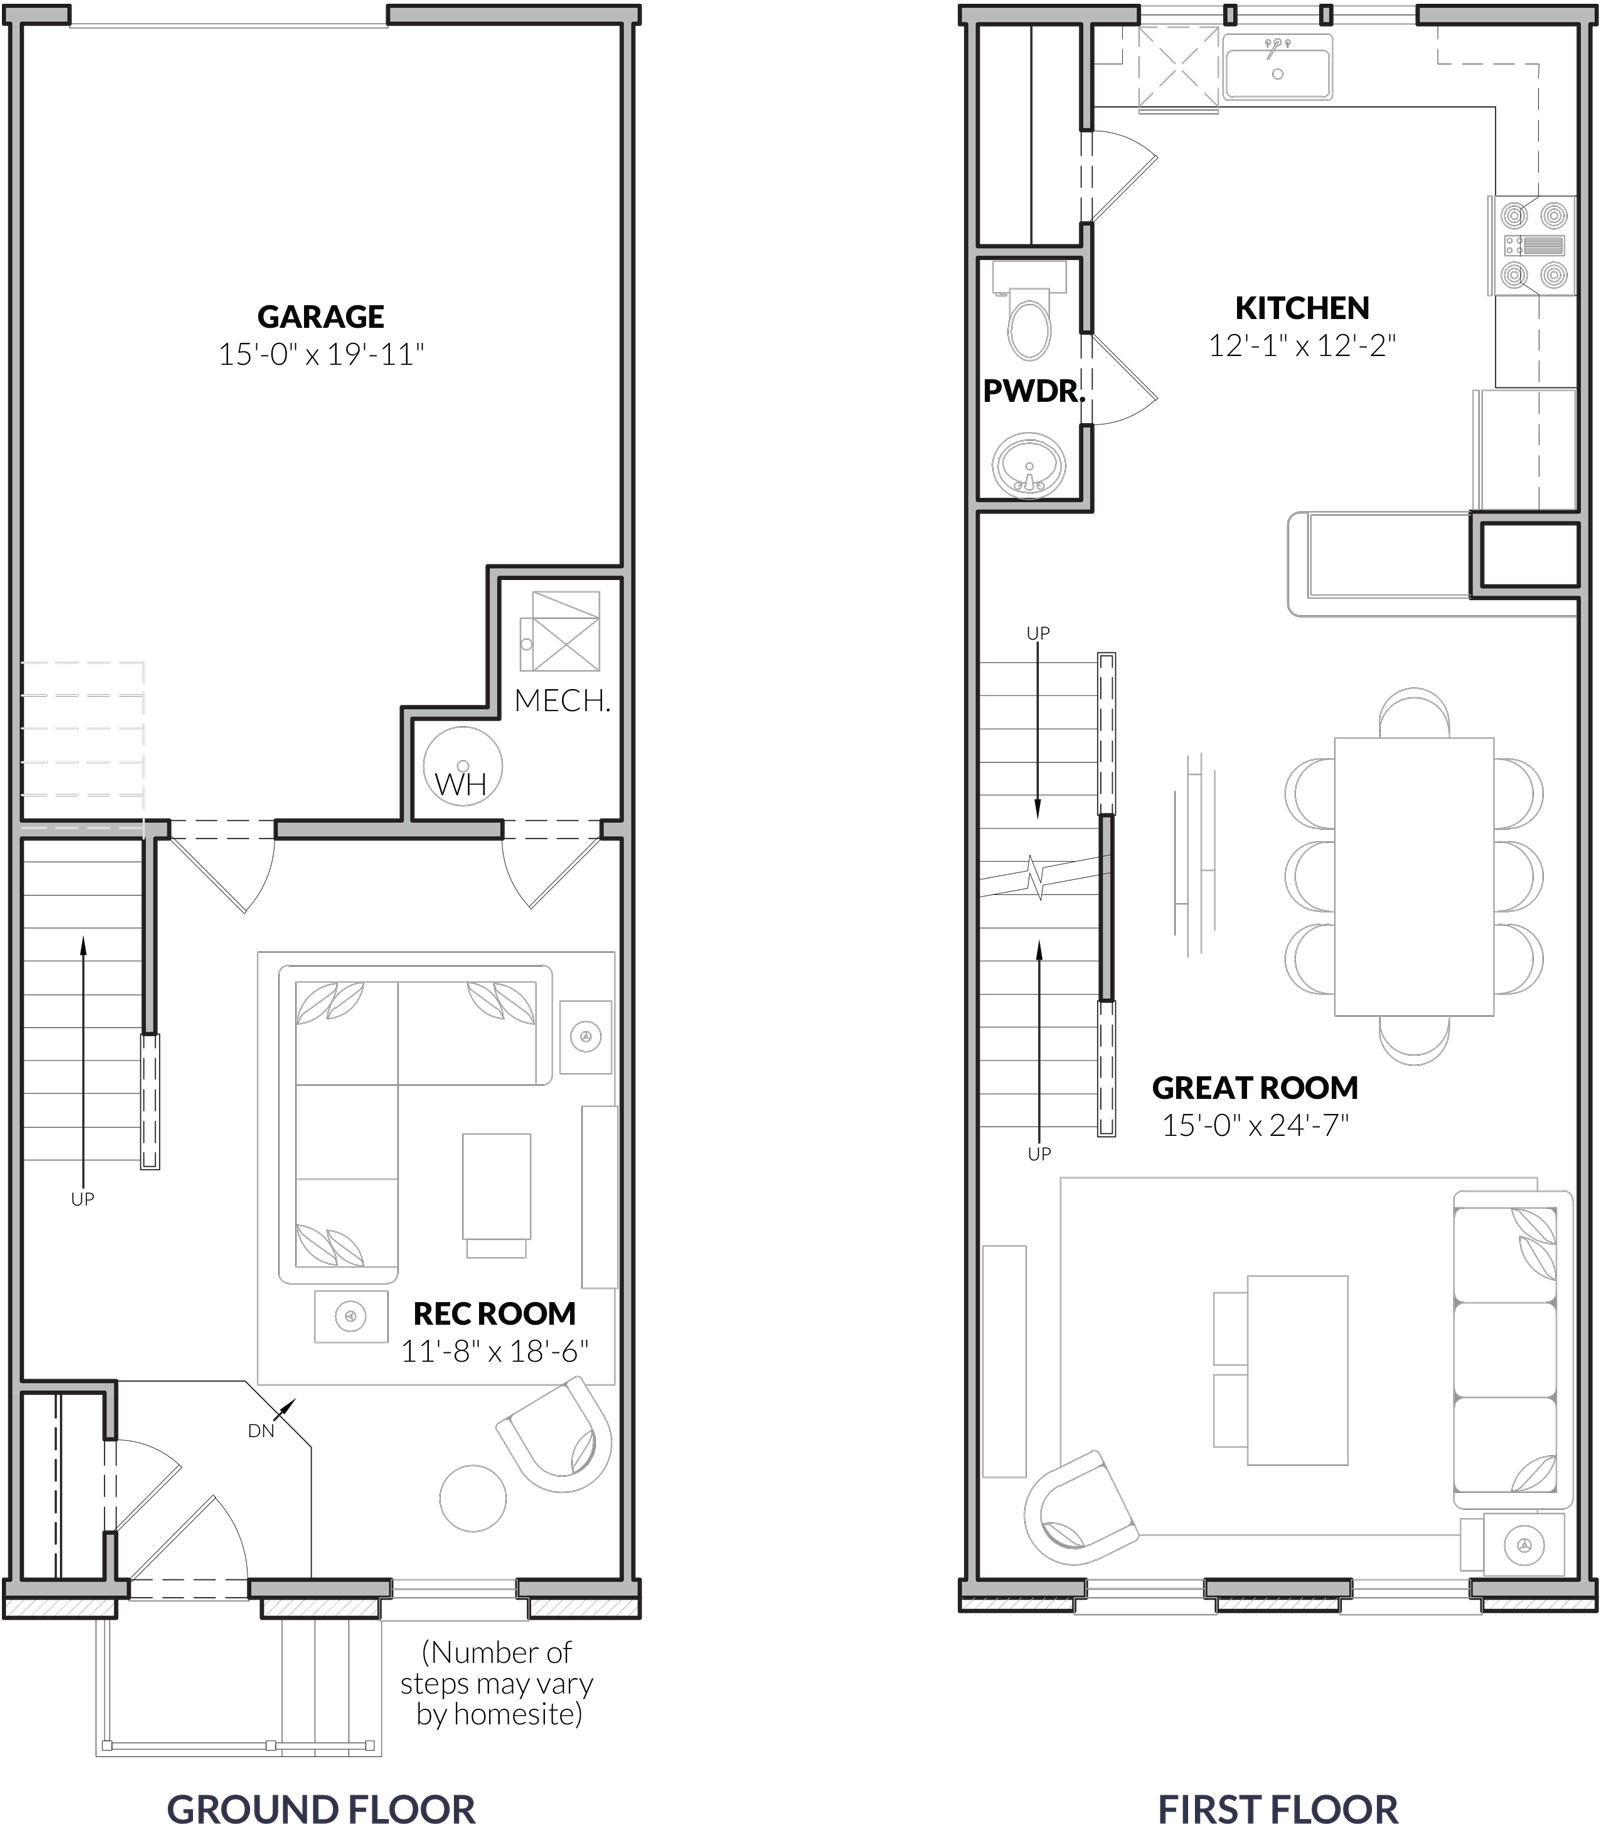 GARAGE
15'-0" x 19'-11"
MECH.
WH
UP
REC ROOM
11'-8" x 18'-6"
DN
(Number of
steps may vary
by homesite)
GROUND FLOOR
KITCHEN
12'-1" x 12'-2"
PWDR.
UP
GREAT ROOM
15'-0" x 24'-7"
UP
FIRST FLOOR